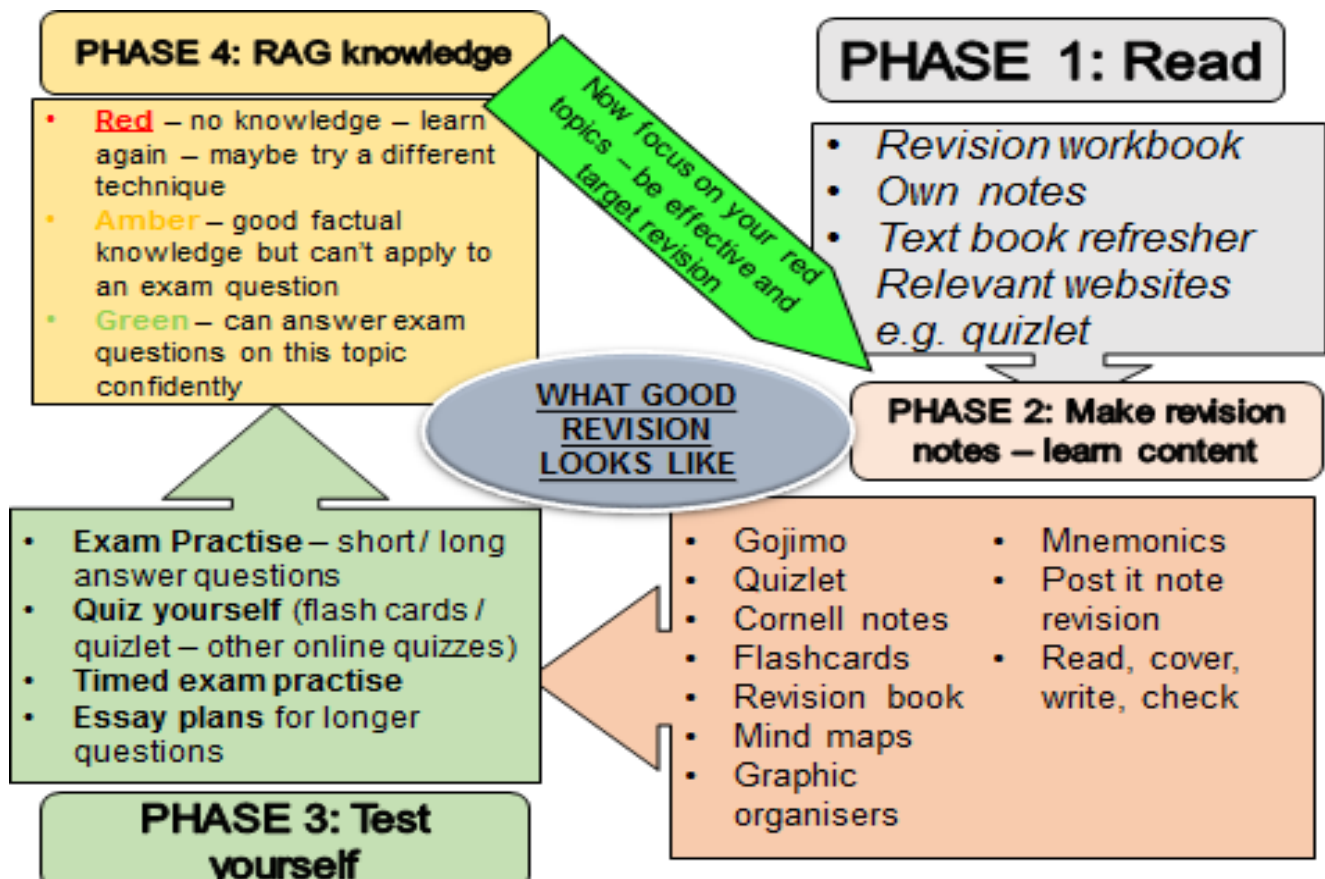 PHASE 1: Read
• Revision workbook
• Own notes
• Text book refresher
Relevant websites
e.g. quizlet
PHASE 2: Make revision
notes – learn content
• Gojimo
• Quizlet
• Cornell notes
• Flashcards
• Revision book
• Mind maps
• Graphic
organisers
• Mnemonics
• Post it note
revision
• Read, cover,
write, check
PHASE 3: Test
yourself
• Exam Practise – short / long
answer questions
• Quiz yourself (flash cards /
quizlet – other online quizzes)
• Timed exam practise
• Essay plans for longer
questions
PHASE 4: RAG knowledge
• Red – no knowledge – learn
again – maybe try a different
technique
• Amber – good factual
knowledge but can't apply to
an exam question
• Green – can answer exam
questions on this topic
confidently
Now focus on your red
topics – be effective and
target revision
WHAT GOOD
REVISION
LOOKS LIKE